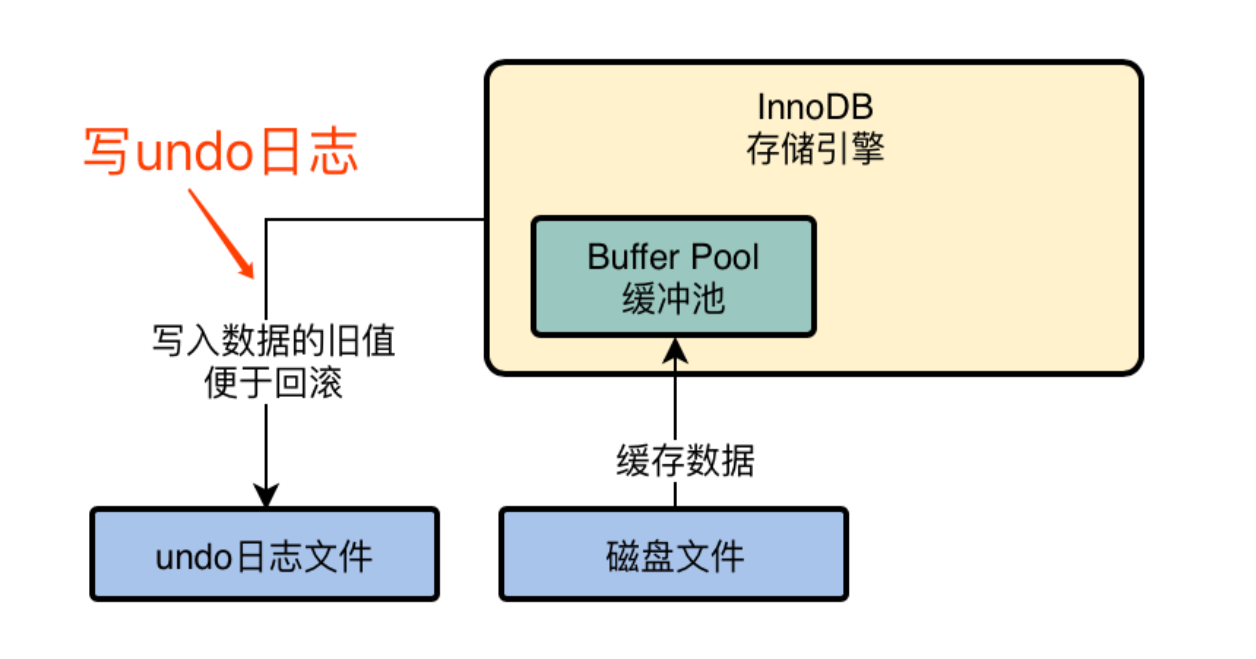 InnoDB
存储引擎
写undo日志
Buffer Pool
缓冲池
写入数据的旧值
便于回滚
缓存数据
undo日志文件
磁盘文件